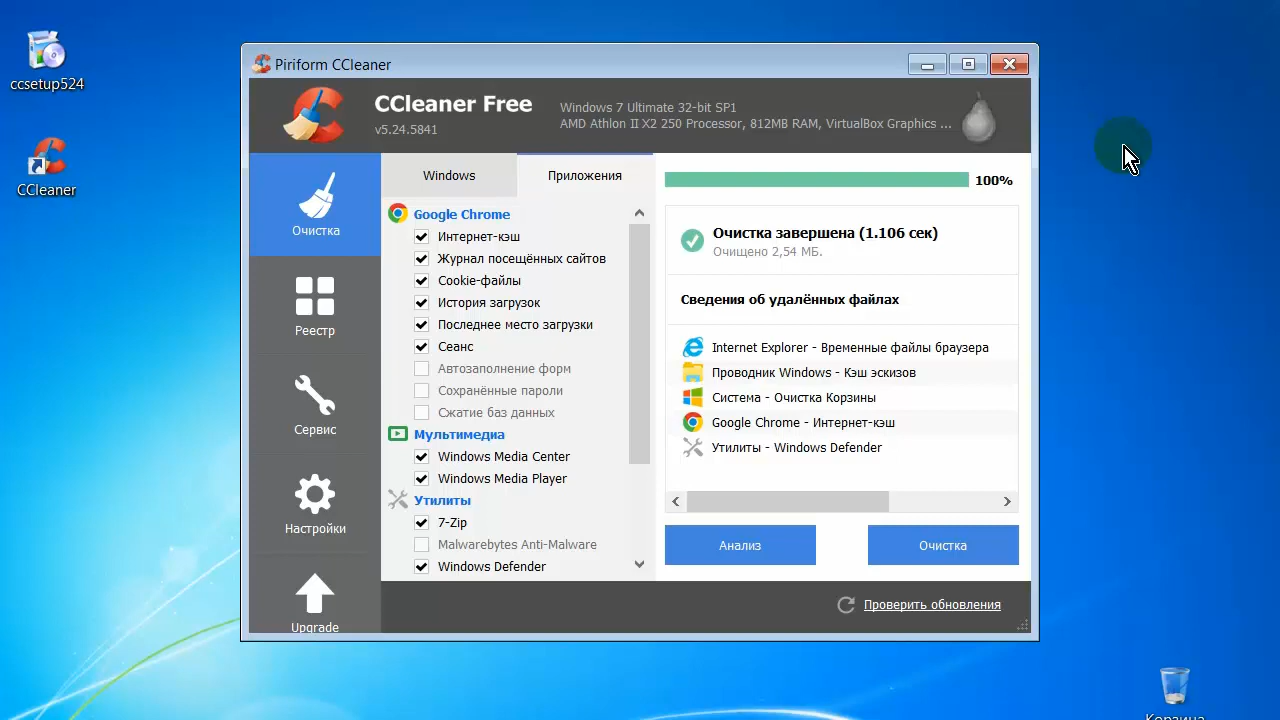 ccsetup524
CCleaner
Piriform CCleaner
CCleaner Free
v5.24.5841
Windows 7 Ultimate 32-bit SP1
AMD Athlon II X2 250 Processor, 812MB RAM, VirtualBox Graphics ...
Очистка
Реестр
Сервис
Настройки
Upgrade
Windows
Приложения
Google Chrome
Интернет-кэш
Журнал посещённых сайтов
Cookie-файлы
История загрузок
Последнее место загрузки
Сеанс
Автозаполнение форм
Сохранённые пароли
Сжатие баз данных
Мультимедиа
Windows Media Center
Windows Media Player
Утилиты
7-Zip
Malwarebytes Anti-Malware
Windows Defender
100%
Очистка завершена (1.106 сек)
Очищено 2,54 МБ.
Сведения об удалённых файлах
Internet Explorer - Временные файлы браузера
Проводник Windows - Кэш эскизов
Система - Очистка Корзины
Google Chrome - Интернет-кэш
Утилиты - Windows Defender
Анализ
Очистка
Проверить обновления
Корзина